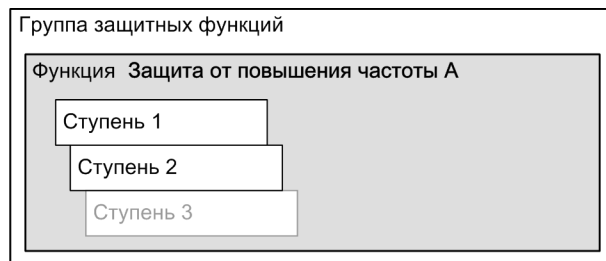 Группа защитных функций
Функция Защита от повышения частоты А
Ступень 1
Ступень 2
Ступень 3